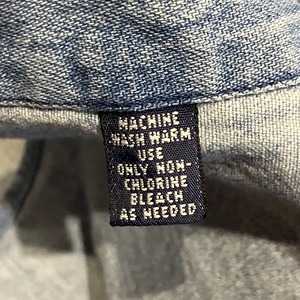 MACHINE
WASH WARM
USE
ONLY NON-
CHLORINE
BLEACH
AS NEEDED